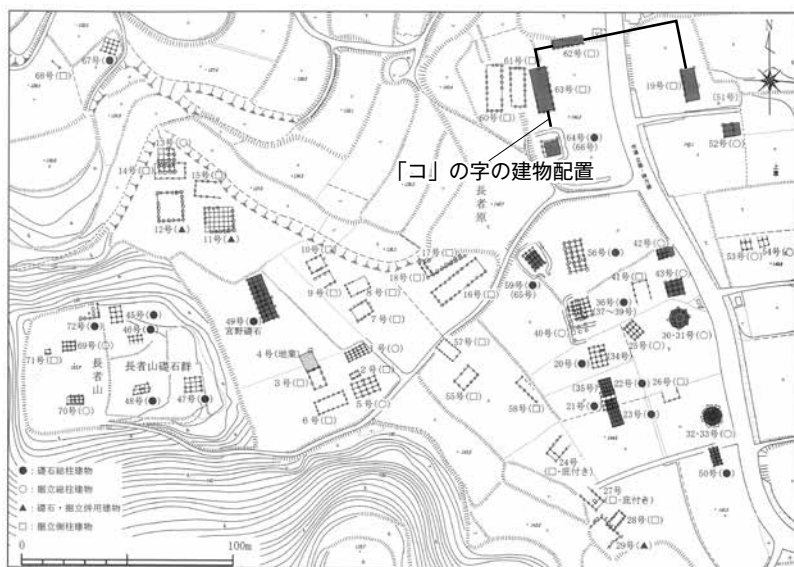 67号(●)
68号(□)
61号(□)
62号(□)
60号(□)
63号(□)
19号(□)
(51号)
64号(●)
(66号)
52号(○)
「コ」の字の建物配置
長者原
13号(○)
14号(□)
15号(□)
12号(▲)
11号(▲)
10号(□)
9号(□)
8号(□)
7号(□)
17号(□)
18号(□)
16号(□)
59号(●)
(65号)
56号(●)
42号(○)
41号(□)
43号(○)
53号(○)
54号(○)
36号(●)
(37～39号)
40号(○)
30・31号(○)
25号(○)
20号(●)
(34号)
49号(●)
宮野礎石
45号(●)
72号(●)
46号(●)
69号(○)
71号(□)
長者山
長者山礎石群
70号(○)
48号(●)
47号(●)
4号(地業)
1号(○)
3号(□)
2号(□)
5号(○)
6号(□)
57号(□)
55号(□)
58号(□)
(35号)
22号(●)
26号(□)
21号(●)
23号(●)
32・33号(○)
50号(●)
24号
(□・庇付き)
27号
(□・庇付き)
28号(□)
29号(▲)
●：礎石総柱建物
○：掘立総柱建物
▲：礎石・掘立併用建物
□：掘立側柱建物
0
100m
N